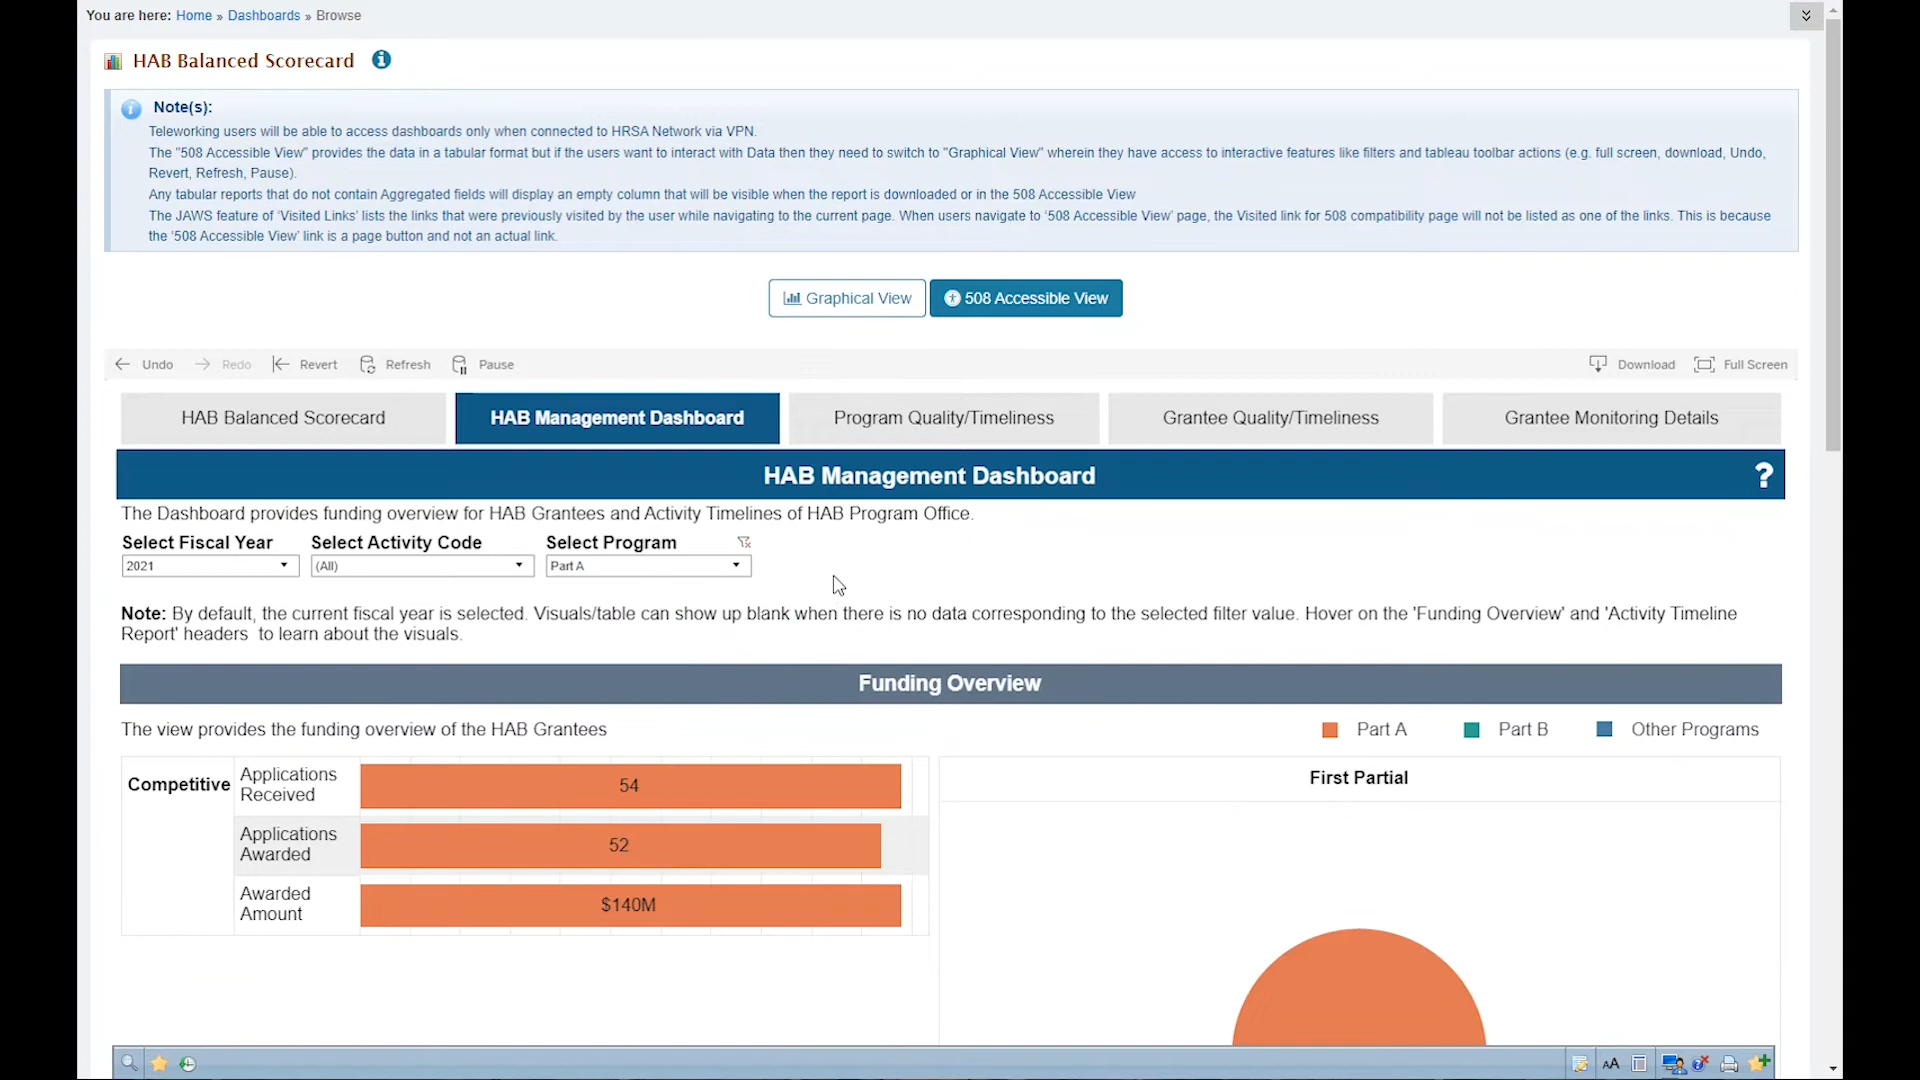 You are here: Home » Dashboards » Browse
HAB Balanced Scorecard
Note(s):
Teleworking users will be able to access dashboards only when connected to HRSA Network via VPN.
The "508 Accessible View" provides the data in a tabular format but if the users want to interact with Data then they need to switch to "Graphical View" wherein they have access to interactive features like filters and tableau toolbar actions (e.g. full screen, download, Undo,
Revert, Refresh, Pause).
Any tabular reports that do not contain Aggregated fields will display an empty column that will be visible when the report is downloaded or in the 508 Accessible View
The JAWS feature of 'Visited Links' lists the links that were previously visited by the user while navigating to the current page. When users navigate to '508 Accessible View' page, the Visited link for 508 compatibility page will not be listed as one of the links. This is because
the '508 Accessible View' link is a page button and not an actual link.
Graphical View 508 Accessible View
Undo Redo Revert Refresh Pause Download Full Screen
HAB Balanced Scorecard HAB Management Dashboard Program Quality/Timeliness Grantee Quality/Timeliness Grantee Monitoring Details
HAB Management Dashboard ?
The Dashboard provides funding overview for HAB Grantees and Activity Timelines of HAB Program Office.
Select Fiscal Year Select Activity Code Select Program
2021 (All) Part A
Note: By default, the current fiscal year is selected. Visuals/table can show up blank when there is no data corresponding to the selected filter value. Hover on the 'Funding Overview' and 'Activity Timeline
Report' headers to learn about the visuals.
Funding Overview
The view provides the funding overview of the HAB Grantees Part A Part B Other Programs
First Partial
Competitive Applications
Received 54
Applications
Awarded 52
Awarded
Amount $140M
AA